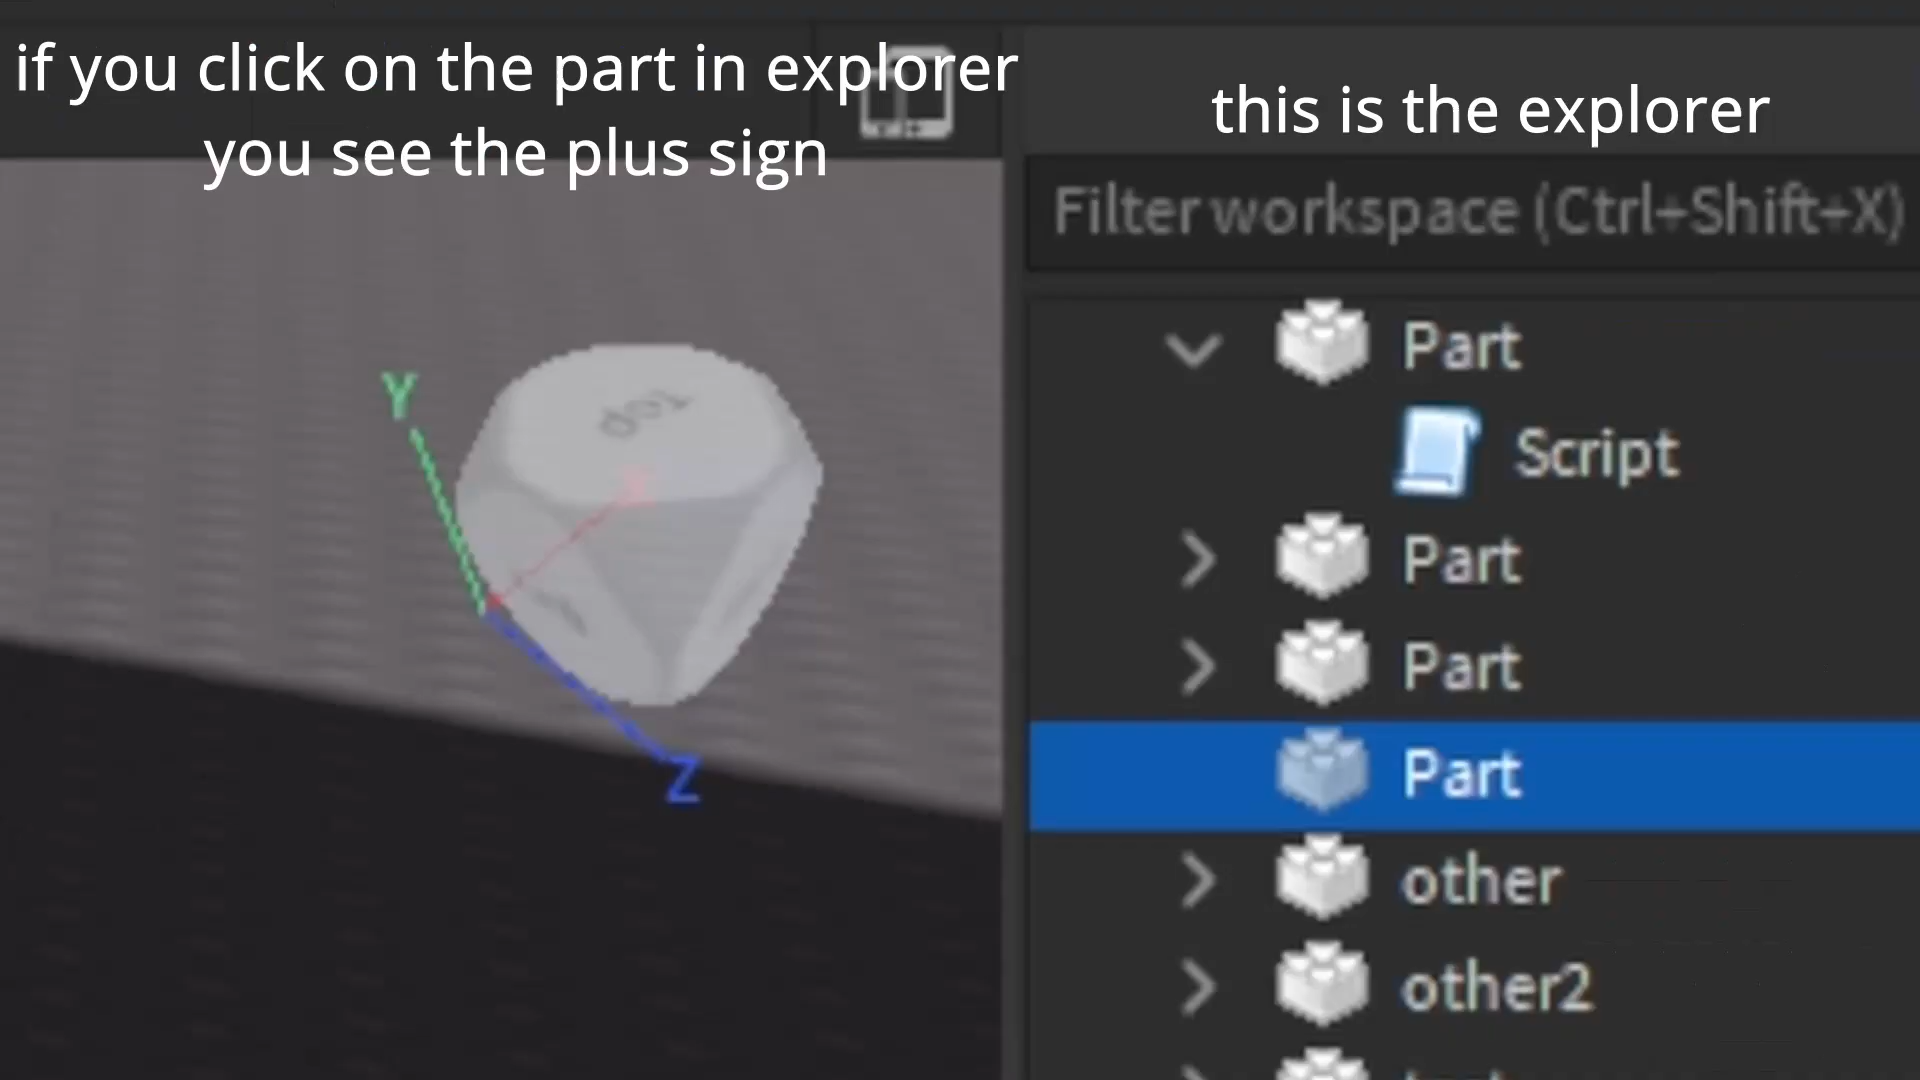 if you click on the part in explorer
you see the plus sign
this is the explorer
Filter workspace (Ctrl+Shift+X)
Y
Top
X
Z
Part
Script
Part
Part
Part
other
other2